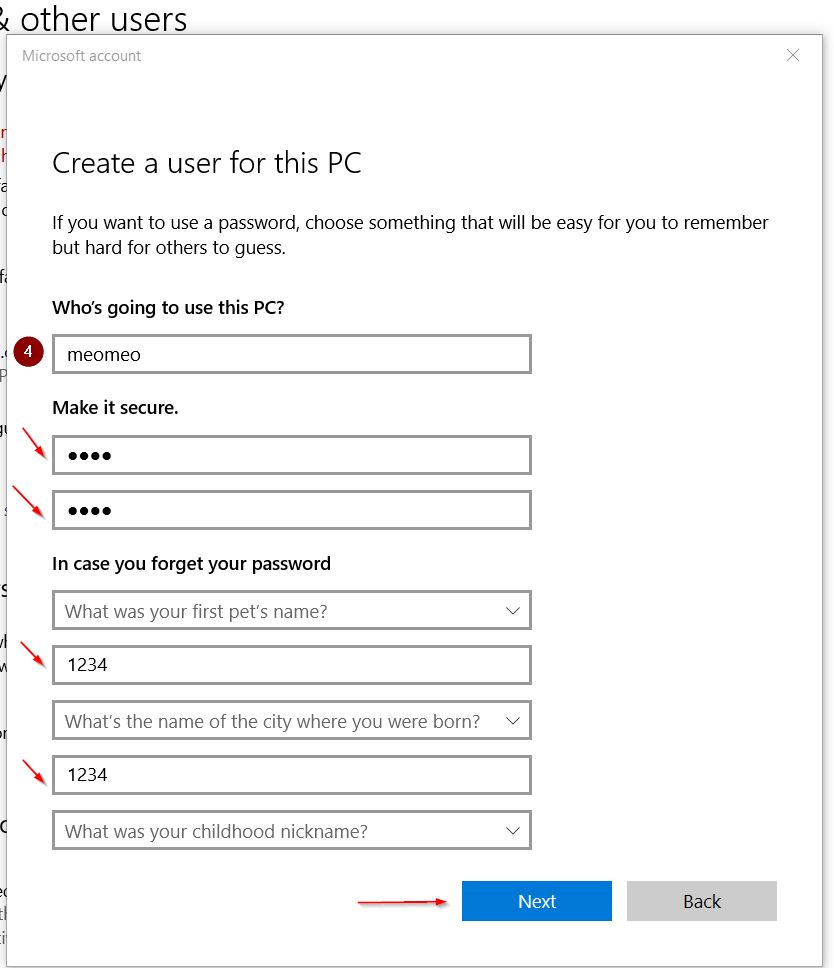 & other users
Microsoft account
Create a user for this PC
If you want to use a password, choose something that will be easy for you to remember
but hard for others to guess.
Who's going to use this PC?
4
meomeo
Make it secure.
••••
••••
In case you forget your password
What was your first pet's name?
1234
What's the name of the city where you were born?
1234
What was your childhood nickname?
Next
Back